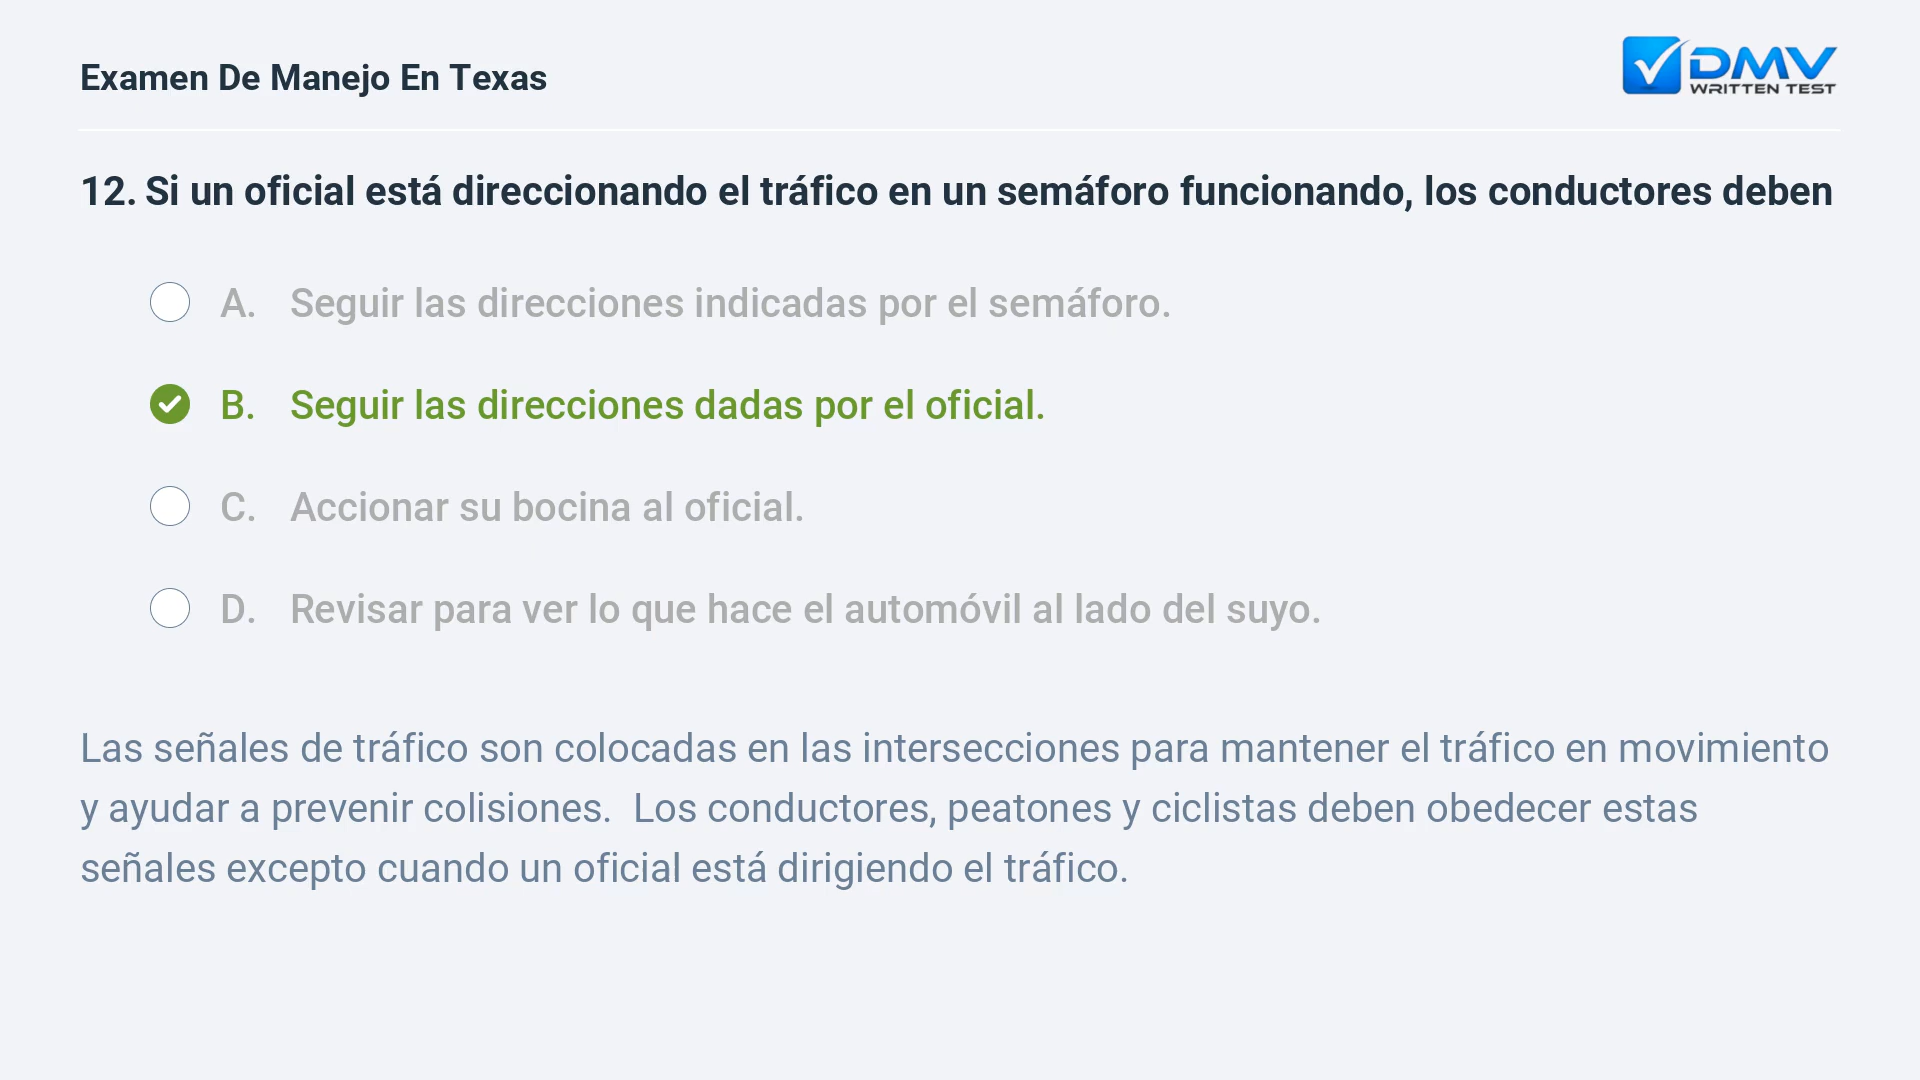 Examen De Manejo En Texas
DMV
WRITTEN TEST
12. Si un oficial está direccionando el tráfico en un semáforo funcionando, los conductores deben
A. Seguir las direcciones indicadas por el semáforo.
B. Seguir las direcciones dadas por el oficial.
C. Accionar su bocina al oficial.
D. Revisar para ver lo que hace el automóvil al lado del suyo.
Las señales de tráfico son colocadas en las intersecciones para mantener el tráfico en movimiento
y ayudar a prevenir colisiones.  Los conductores, peatones y ciclistas deben obedecer estas
señales excepto cuando un oficial está dirigiendo el tráfico.